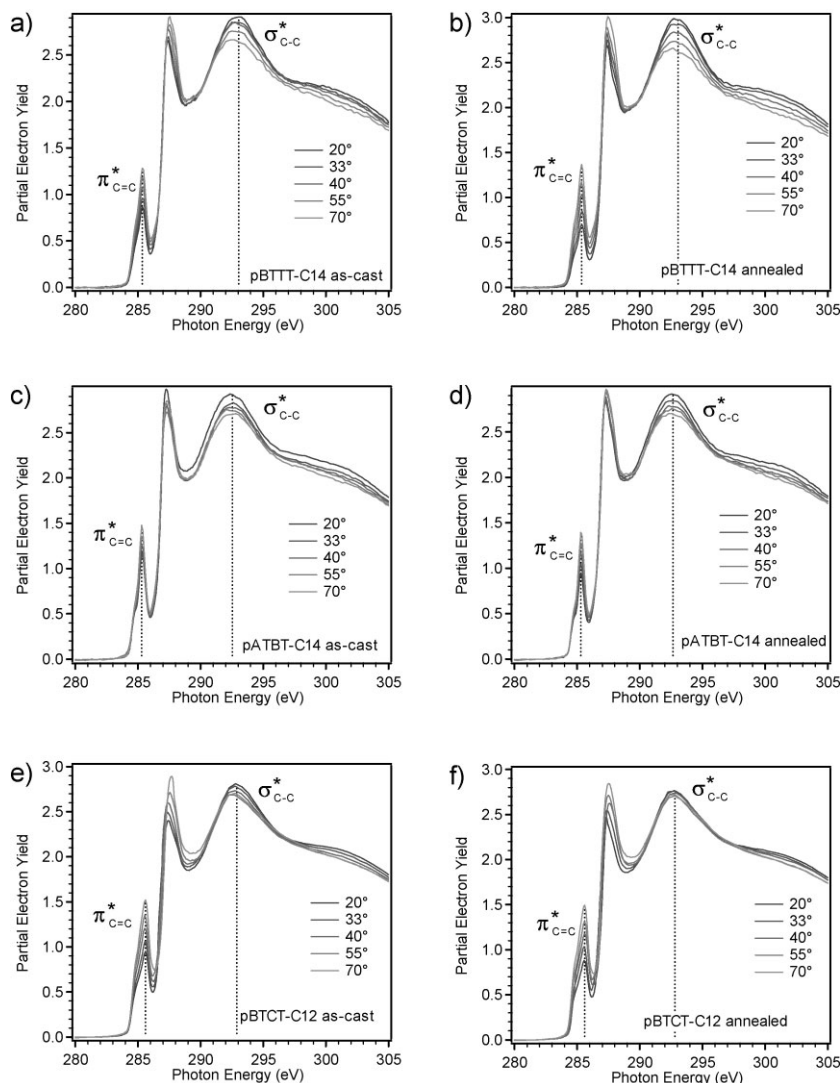 a)
Partial Electron Yield
2.5
2.0
1.5
1.0
0.5
0.0
σ*C-C
π*C=C
20°
33°
40°
55°
70°
pBTTT-C14 as-cast
280 285 290 295 300 305
Photon Energy (eV)
b)
Partial Electron Yield
3.0
2.5
2.0
1.5
1.0
0.5
0.0
σ*C-C
π*C=C
20°
33°
40°
55°
70°
pBTTT-C14 annealed
280 285 290 295 300 305
Photon Energy (eV)
c)
Partial Electron Yield
2.5
2.0
1.5
1.0
0.5
0.0
σ*C-C
π*C=C
20°
33°
40°
55°
70°
pATBT-C14 as-cast
280 285 290 295 300 305
Photon Energy (eV)
d)
Partial Electron Yield
2.5
2.0
1.5
1.0
0.5
0.0
σ*C-C
π*C=C
20°
33°
40°
55°
70°
pATBT-C14 annealed
280 285 290 295 300 305
Photon Energy (eV)
e)
Partial Electron Yield
3.0
2.5
2.0
1.5
1.0
0.5
0.0
σ*C-C
π*C=C
20°
33°
40°
55°
70°
pBTCT-C12 as-cast
280 285 290 295 300 305
Photon Energy (eV)
f)
Partial Electron Yield
3.0
2.5
2.0
1.5
1.0
0.5
0.0
σ*C-C
π*C=C
20°
33°
40°
55°
70°
pBTCT-C12 annealed
280 285 290 295 300 305
Photon Energy (eV)